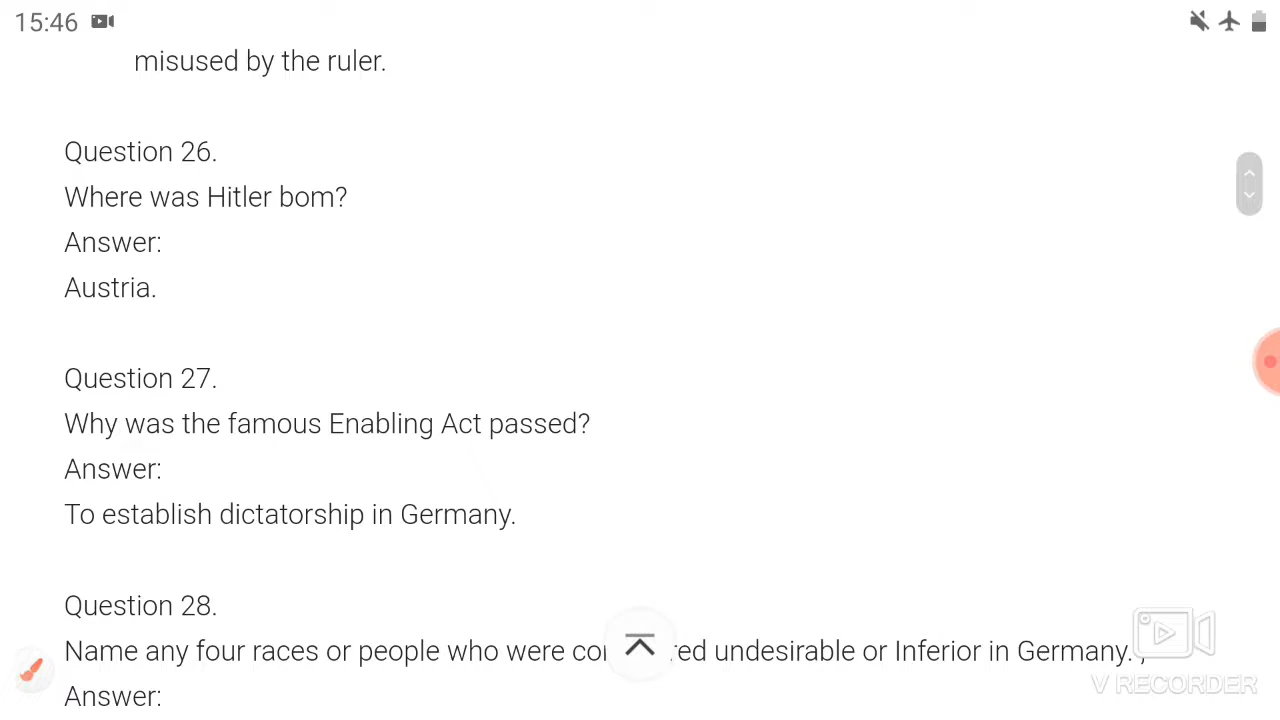 15:46
misused by the ruler.
Question 26.
Where was Hitler bom?
Answer:
Austria.
Question 27.
Why was the famous Enabling Act passed?
Answer:
To establish dictatorship in Germany.
Question 28.
Name any four races or people who were undesirable or Inferior in Germany.
Answer:
V RECORDER